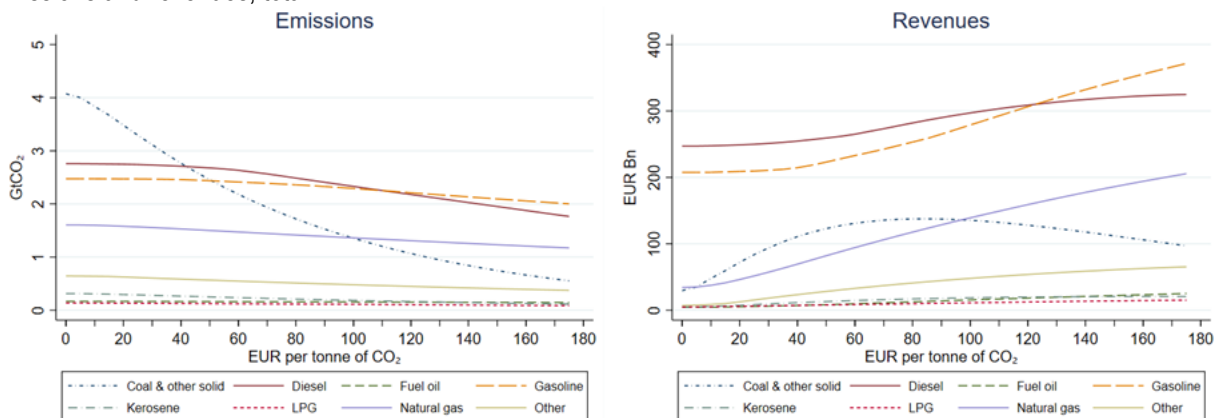 Emissions
Revenues
5
4
3
2
1
0
GtCO₂
0 20 40 60 80 100 120 140 160 180
EUR per tonne of CO₂
Coal & other solid Diesel Fuel oil Gasoline
Kerosene LPG Natural gas Other
400
300
200
100
0
EUR Bn
0 20 40 60 80 100 120 140 160 180
EUR per tonne of CO₂
Coal & other solid Diesel Fuel oil Gasoline
Kerosene LPG Natural gas Other